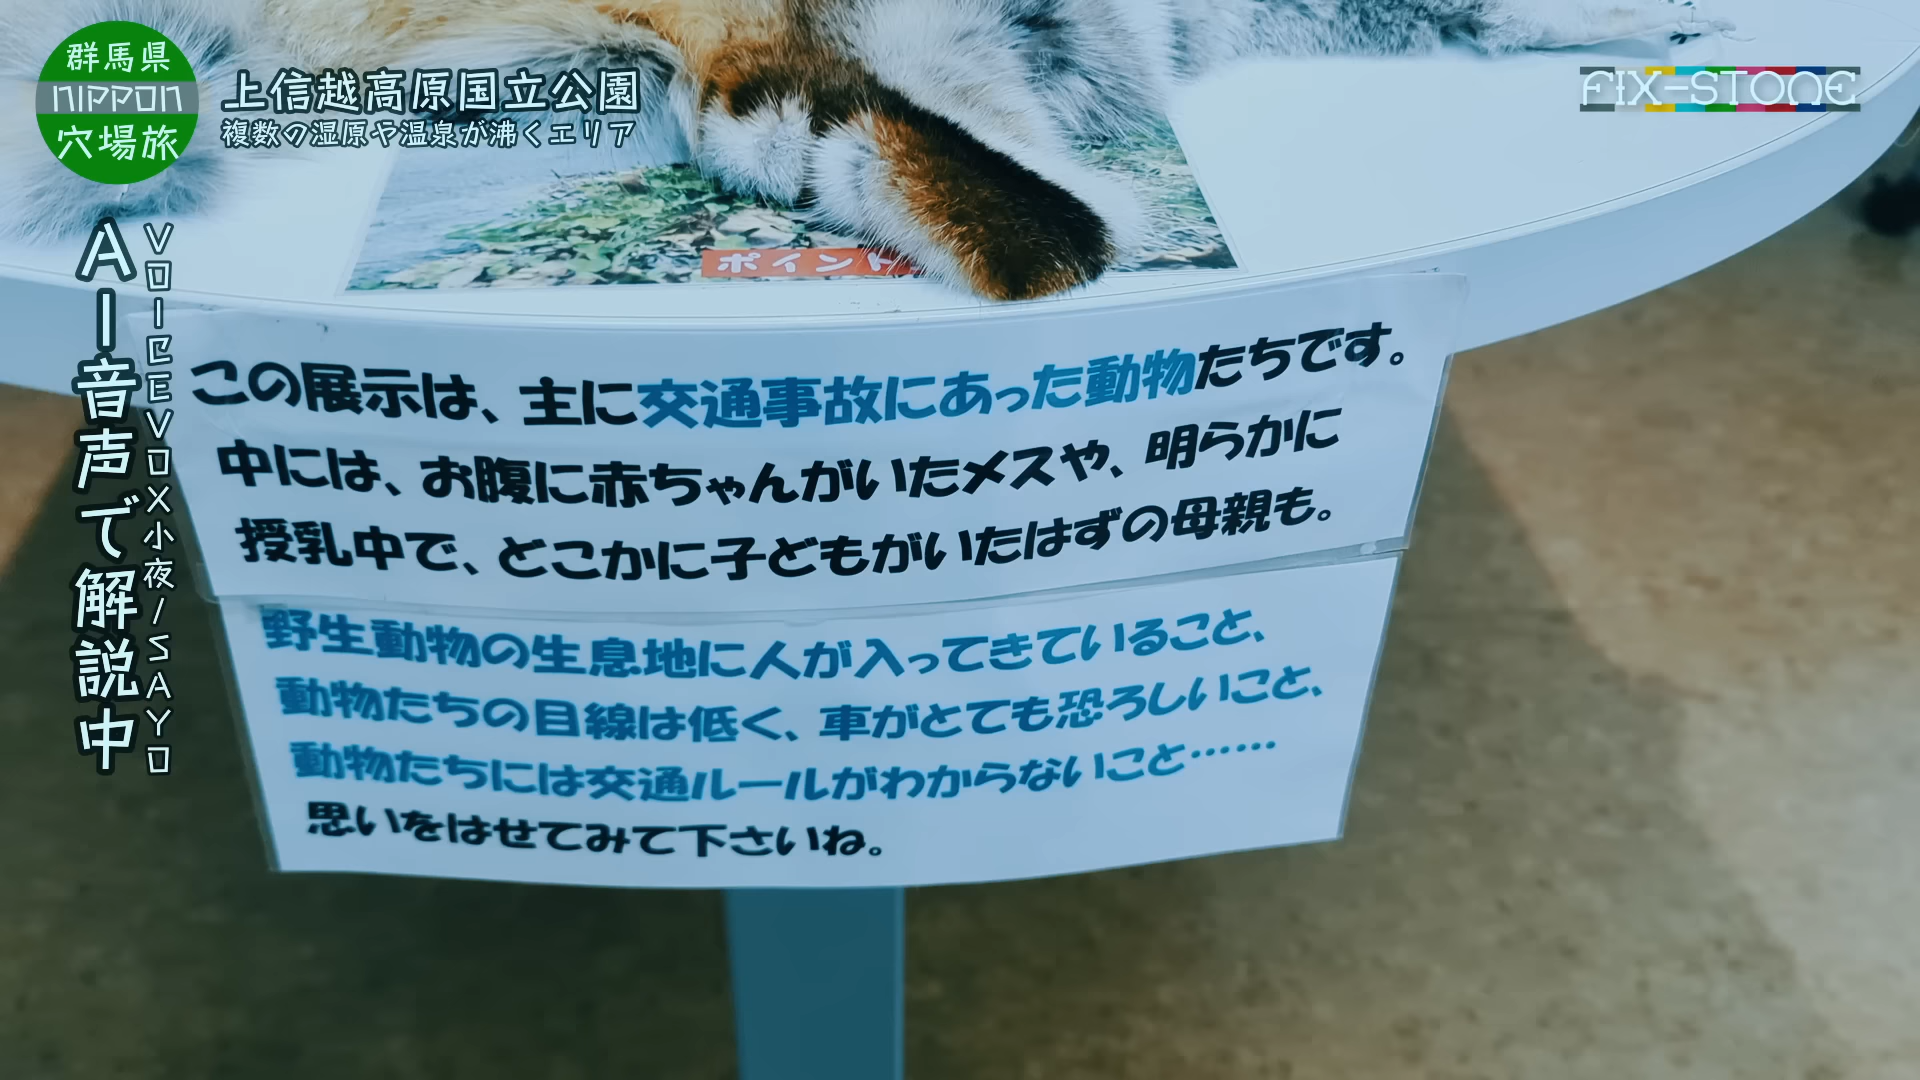 群馬県
NIPPON
穴場旅
上信越高原国立公園
複数の湿原や温泉が沸くエリア
FIX-STONE
AI音声で解説中
VOICEVOX小夜/SAYO
ポイント
この展示は、主に交通事故にあった動物たちです。
中には、お腹に赤ちゃんがいたメスや、明らかに
授乳中で、どこかに子どもがいたはずの母親も。
野生動物の生息地に人が入ってきていること、
動物たちの目線は低く、車がとても恐ろしいこと、
動物たちには交通ルールがわからないこと……
思いをはせてみて下さいね。